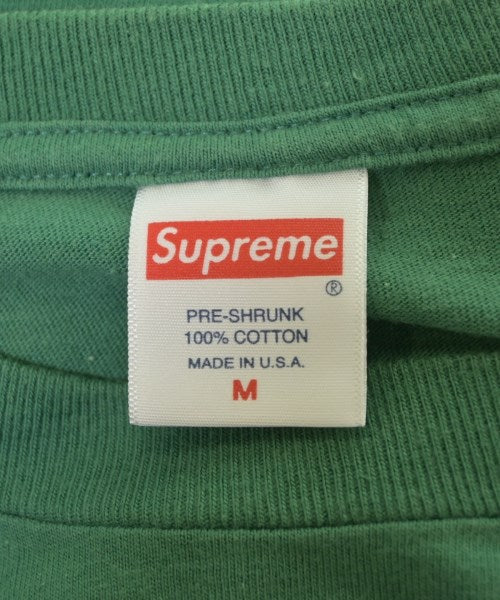 Supreme
®
PRE-SHRUNK
100% COTTON
MADE IN U.S.A.
M